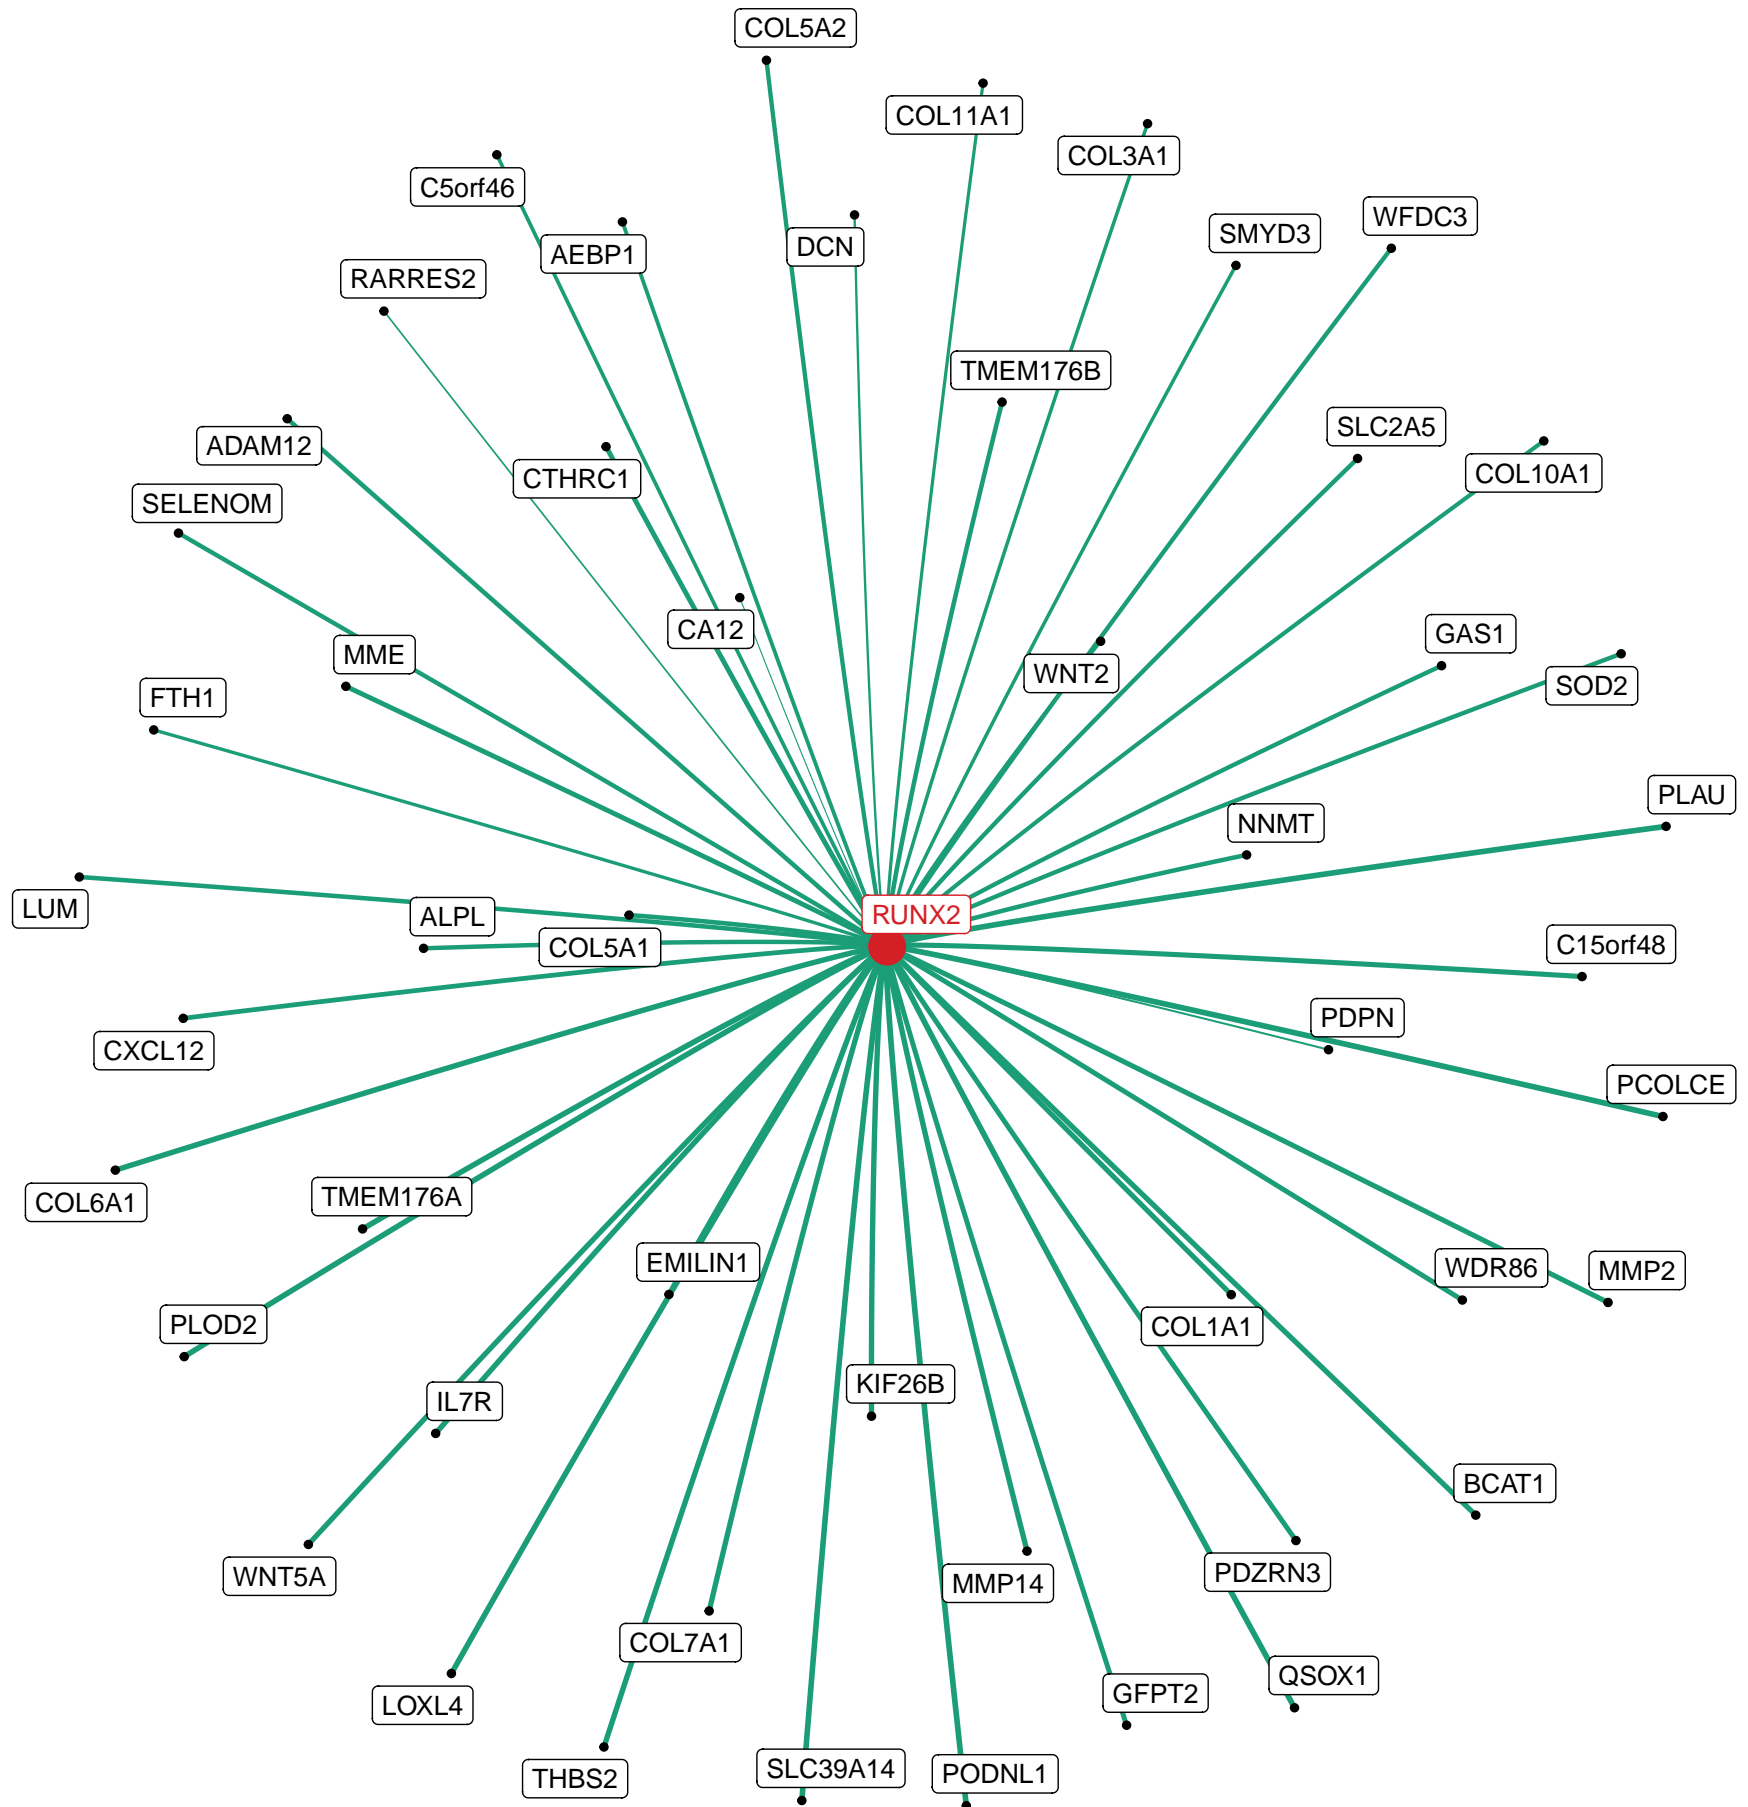 COL5A2
COL11A1
COL3A1
C5orf46
WFDC3
SMYD3
DCN
AEBP1
RARRES2
TMEM176B
SLC2A5
ADAM12
COL10A1
CTHRC1
SELENOM
CA12
GAS1
MME
WNT2
SOD2
FTH1
PLAU
NNMT
LUM
RUNX2
ALPL
C15orf48
COL5A1
PDPN
CXCL12
PCOLCE
TMEM176A
COL6A1
EMILIN1
WDR86
MMP2
PLOD2
COL1A1
KIF26B
IL7R
BCAT1
PDZRN3
WNT5A
MMP14
COL7A1
QSOX1
GFPT2
LOXL4
SLC39A14
PODNL1
THBS2